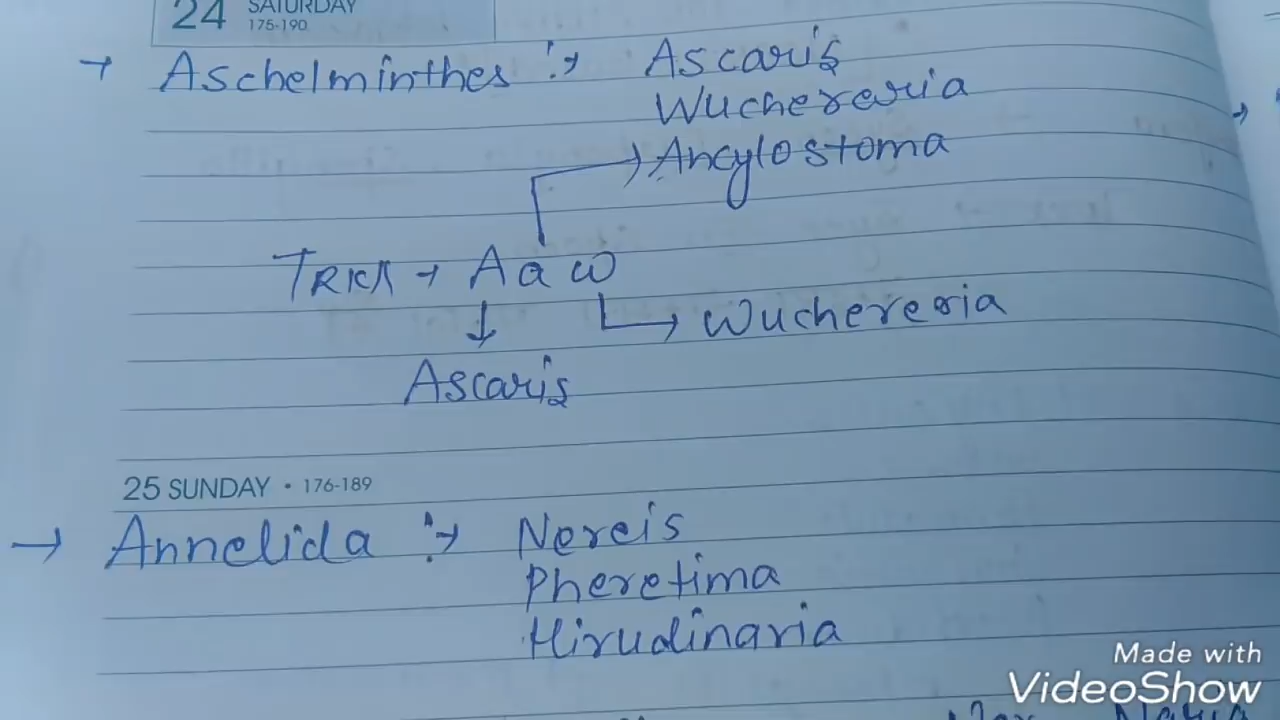 24 SATURDAY
175-190
→ Aschelminthes :→ Ascaris
Wuchereria
Ancylostoma
TRICK → A a W
Wuchereria
Ascaris
25 SUNDAY • 176-189
→ Annelida :→ Nereis
Pheretima
Hirudinaria
Made with
VideoShow